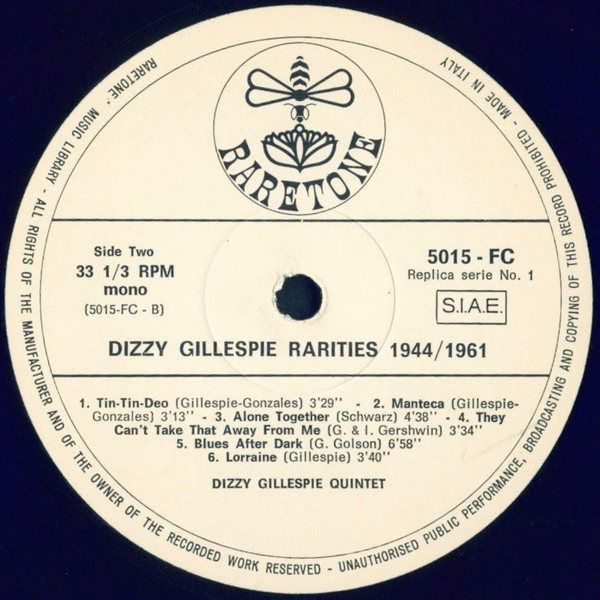 RARETONE
RARETONE, MUSIC LIBRARY - ALL RIGHTS OF THE MANUFACTURER AND OF THE OWNER OF THE RECORDED WORK RESERVED - UNAUTHORISED PUBLIC PERFORMANCE, BROADCASTING AND COPYING OF THIS RECORD PROHIBITED - MADE IN ITALY
Side Two
33 1/3 RPM
mono
(5015-FC - B)
5015 - FC
Replica serie No. 1
S.I.A.E.
DIZZY GILLESPIE RARITIES 1944/1961
1. Tin-Tin-Deo (Gillespie-Gonzales) 3'29'' - 2. Manteca (Gillespie-
Gonzales) 3'13'' - 3. Alone Together (Schwarz) 4'38'' - 4. They
Can't Take That Away From Me (G. & I. Gershwin) 3'34''
5. Blues After Dark (G. Golson) 6'58''
6. Lorraine (Gillespie) 3'40''
DIZZY GILLESPIE QUINTET